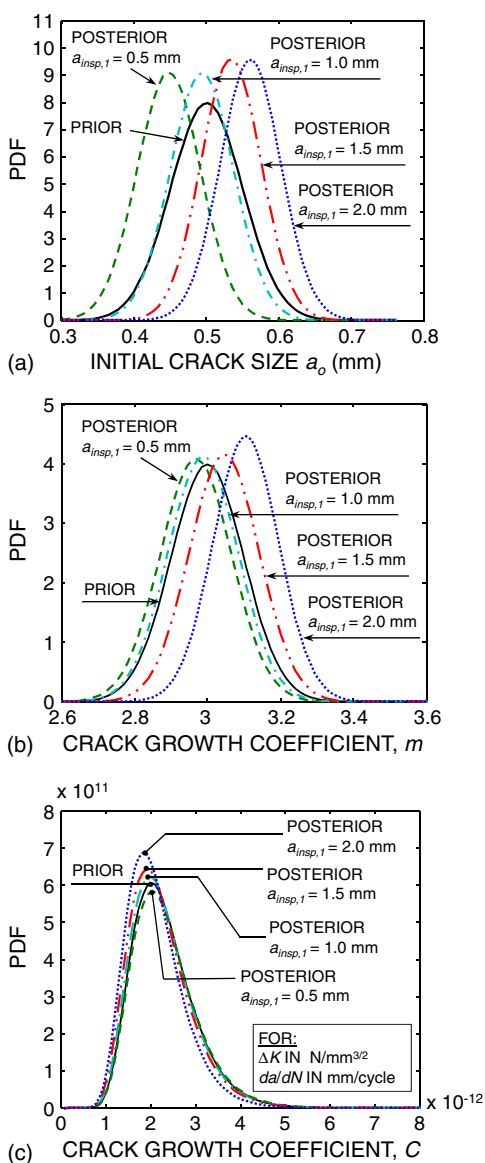 11
10
9
8
7
6
5
4
3
2
1
0
PDF
POSTERIOR
a_insp,1 = 0.5 mm
PRIOR
POSTERIOR
a_insp,1 = 1.0 mm
POSTERIOR
a_insp,1 = 1.5 mm
POSTERIOR
a_insp,1 = 2.0 mm
0.3 0.4 0.5 0.6 0.7 0.8
(a) INITIAL CRACK SIZE a_o (mm)
5
4
3
2
1
0
PDF
POSTERIOR
a_insp,1 = 0.5 mm
POSTERIOR
a_insp,1 = 1.0 mm
POSTERIOR
a_insp,1 = 1.5 mm
PRIOR
POSTERIOR
a_insp,1 = 2.0 mm
2.6 2.8 3 3.2 3.4 3.6
(b) CRACK GROWTH COEFFICIENT, m
x 10^11
8
7
6
5
4
3
2
1
0
PDF
POSTERIOR
a_insp,1 = 2.0 mm
PRIOR
POSTERIOR
a_insp,1 = 1.5 mm
POSTERIOR
a_insp,1 = 1.0 mm
POSTERIOR
a_insp,1 = 0.5 mm
FOR:
ΔK IN N/mm^3/2
da/dN IN mm/cycle
0 1 2 3 4 5 6 7 8
x 10^-12
(c) CRACK GROWTH COEFFICIENT, C